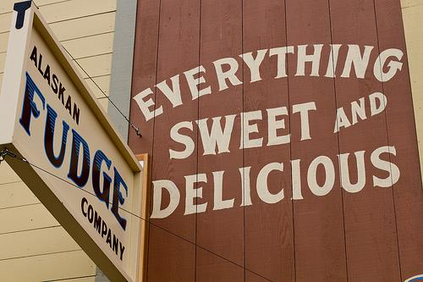 ALASKAN
FUDGE
COMPANY
EVERYTHING
SWEET AND
DELICIOUS